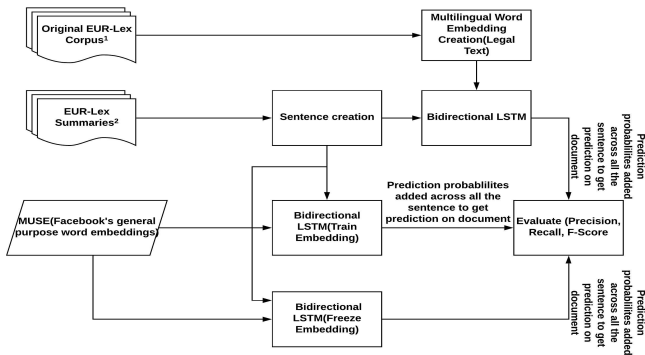 Original EUR-Lex
Corpus¹
Multilingual Word
Embedding
Creation(Legal
Text)
EUR-Lex
Summaries²
Sentence creation
Bidirectional LSTM
Prediction
probabliites added
across all the
sentence to get
prediction on
document
MUSE(Facebook's general
purpose word embeddings)
Bidirectional
LSTM(Train
Embedding)
Prediction probablilites
added across all the
sentence to get
prediction on document
Evaluate (Precision,
Recall, F-Score
Bidirectional
LSTM(Freeze
Embedding)
Prediction
probabliites added
across all the
sentence to get
prediction on
document